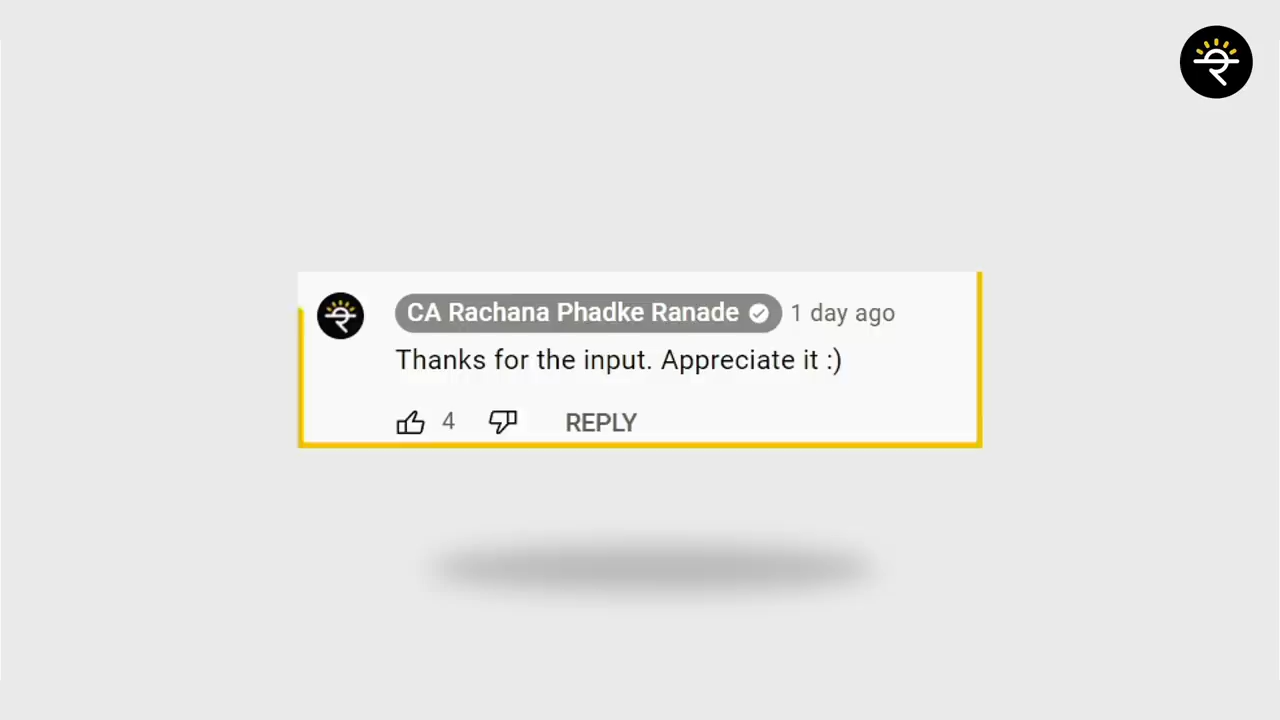 CA Rachana Phadke Ranade 1 day ago
Thanks for the input. Appreciate it :)
4 REPLY